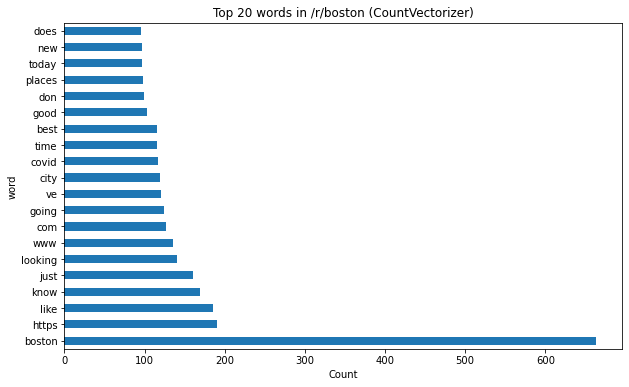 Top 20 words in /r/boston (CountVectorizer)
does
new
today
places
don
good
best
time
covid
city
ve
going
com
www
looking
just
know
like
https
boston
word
0 100 200 300 400 500 600
Count